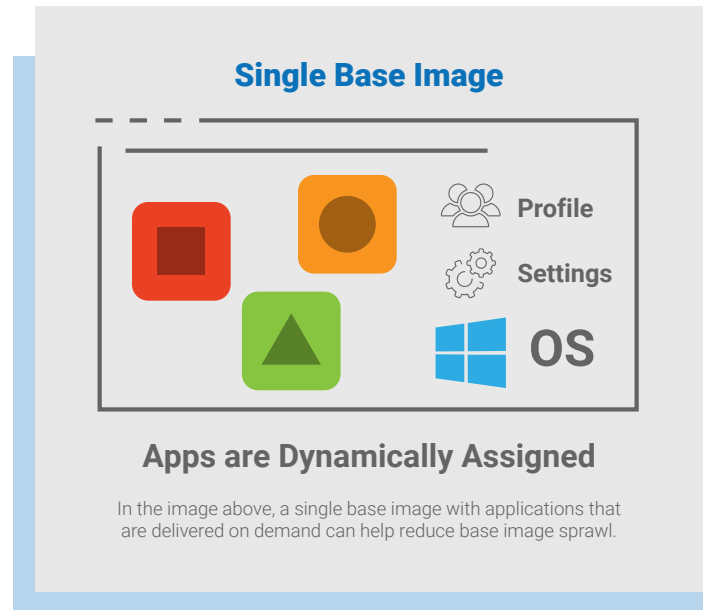 Single Base Image
Profile
Settings
OS
Apps are Dynamically Assigned
In the image above, a single base image with applications that
are delivered on demand can help reduce base image sprawl.